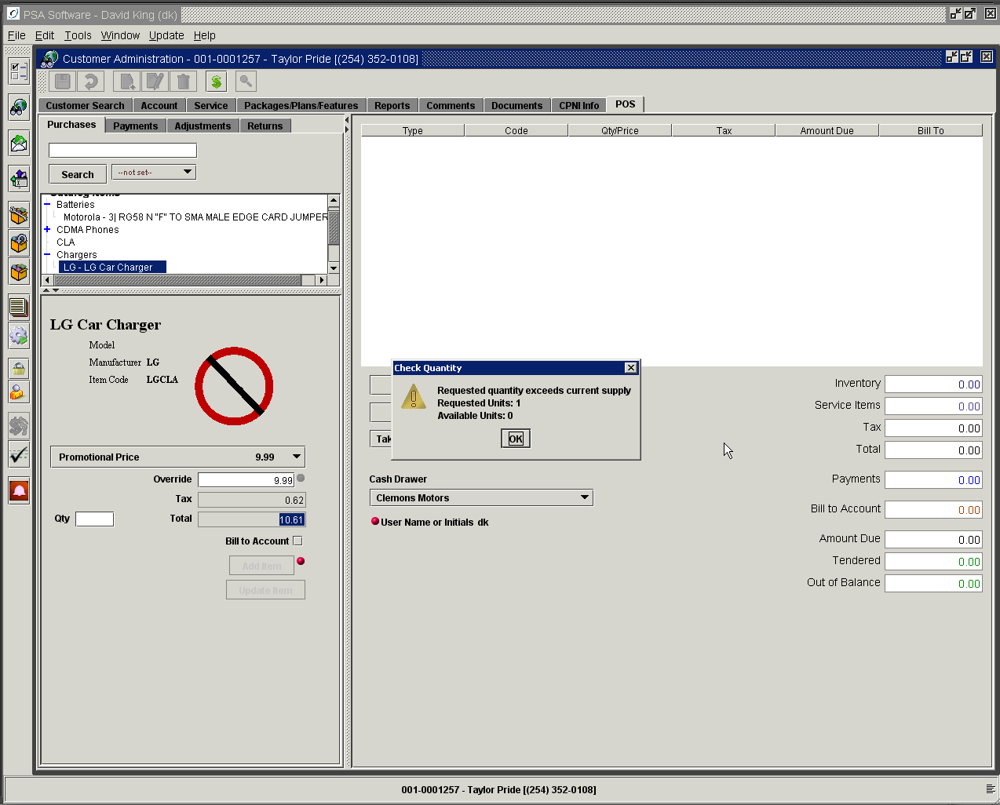 PSA Software - David King (dk)
File Edit Tools Window Update Help
Customer Administration - 001-0001257 - Taylor Pride [(254) 352-0108]
Customer Search Account Service Packages/Plans/Features Reports Comments Documents CPNI Info POS
Purchases Payments Adjustments Returns
Search --not set--
Catalog Items
Batteries
Motorola - 3| RG58 N "F" TO SMA MALE EDGE CARD JUMPER
CDMA Phones
CLA
Chargers
LG - LG Car Charger
LG Car Charger
Model
Manufacturer LG
Item Code LGCLA
Promotional Price 9.99
Override 9.99
Tax 0.62
Qty Total 10.61
Bill to Account
Add Item
Update Item
Type Code Qty/Price Tax Amount Due Bill To
Check Quantity
Requested quantity exceeds current supply
Requested Units: 1
Available Units: 0
OK
Cash Drawer
Clemons Motors
User Name or Initials dk
Inventory 0.00
Service Items 0.00
Tax 0.00
Total 0.00
Payments 0.00
Bill to Account 0.00
Amount Due 0.00
Tendered 0.00
Out of Balance 0.00
001-0001257 - Taylor Pride [(254) 352-0108]